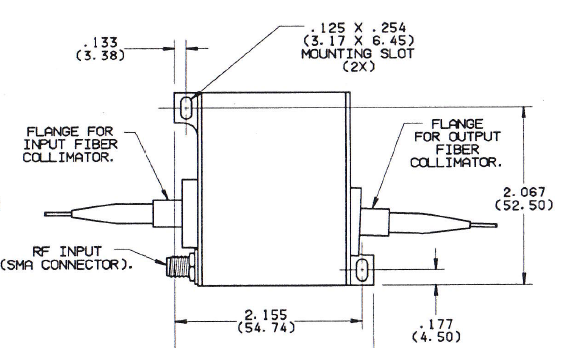 .125 X .254
(3.17 X 6.45)
MOUNTING SLOT
(2X)
.133
(3.38)
FLANGE FOR
INPUT FIBER
COLLIMATOR.
FLANGE
FOR OUTPUT
FIBER
COLLIMATOR.
2.067
(52.50)
RF INPUT
(SMA CONNECTOR).
2.155
(54.74)
.177
(4.50)